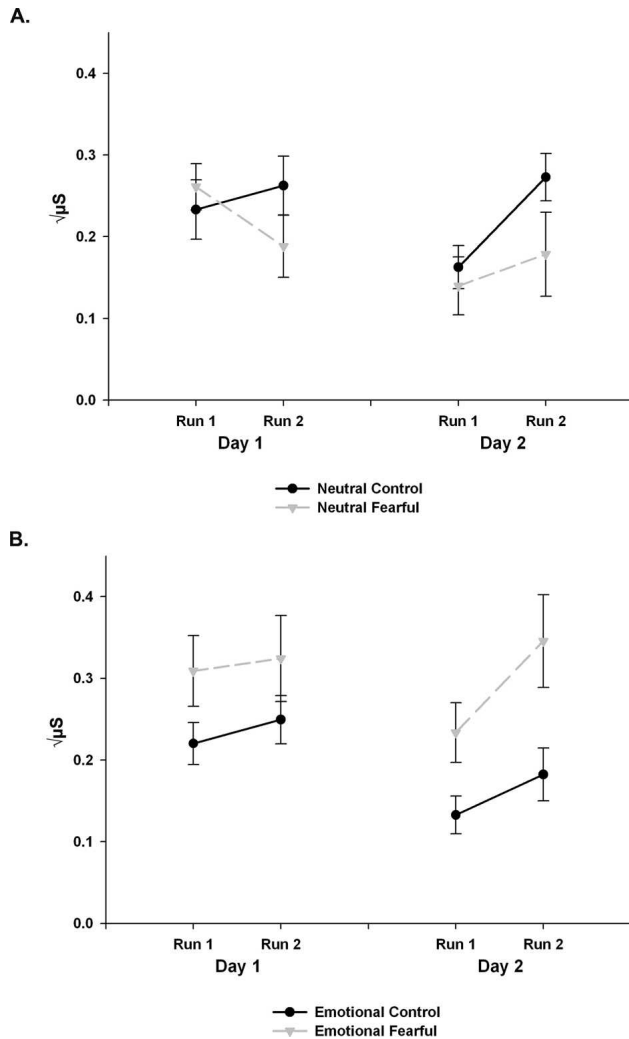 A.
0.4
0.3
√µS
0.2
0.1
0.0
Run 1 Run 2 Run 1 Run 2
Day 1 Day 2
Neutral Control
Neutral Fearful
B.
0.4
0.3
√µS
0.2
0.1
0.0
Run 1 Run 2 Run 1 Run 2
Day 1 Day 2
Emotional Control
Emotional Fearful